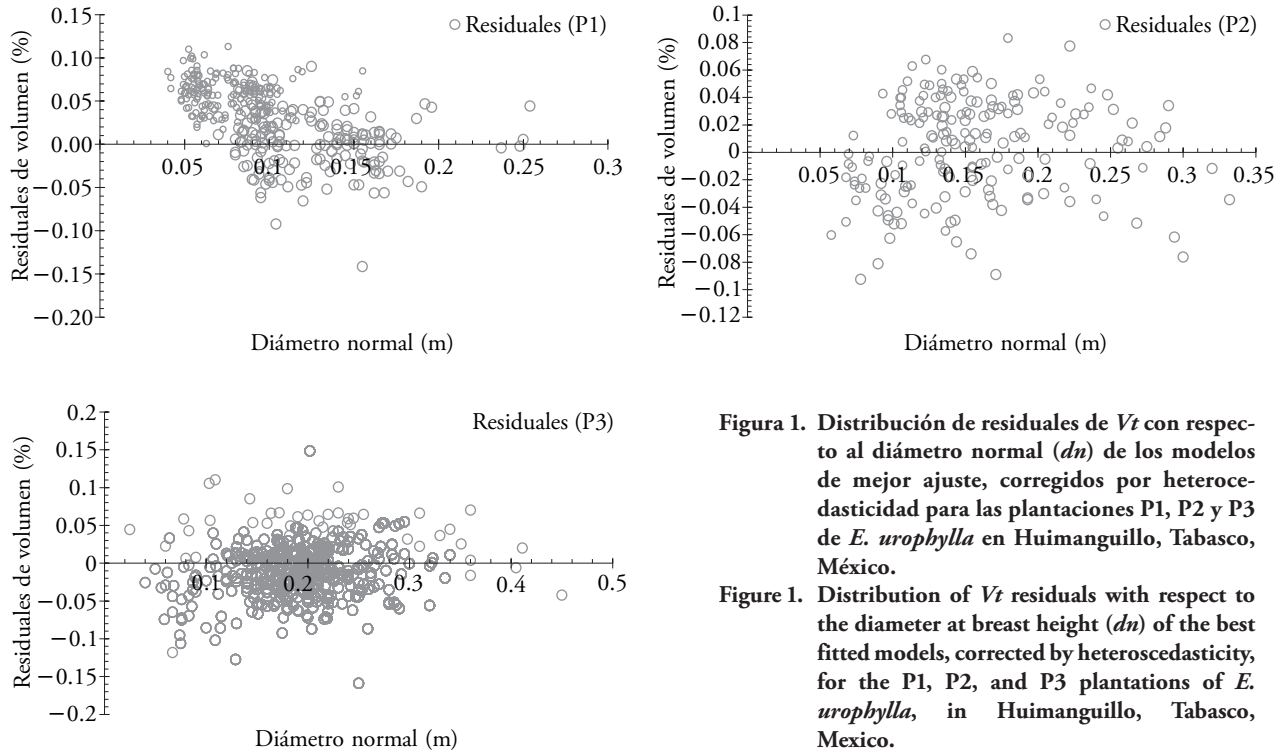 Residuales (P1)
Residuales de volumen (%)
0.15
0.10
0.05
0.00
−0.05
−0.10
−0.15
−0.20
0.05
0.1
0.15
0.2
0.3
Diámetro normal (m)
Residuales (P2)
Residuales de volumen (%)
0.1
0.08
0.06
0.04
0.02
0
−0.02
−0.04
−0.06
−0.08
−0.1
−0.12
0.05
0.1
0.15
0.2
0.25
0.3
0.35
Diámetro normal (m)
Residuales (P3)
Residuales de volumen (%)
0.2
0.15
0.1
0.05
0
−0.05
−0.1
−0.15
−0.2
0.1
0.2
0.3
0.4
0.5
Diámetro normal (m)
Figura 1. Distribución de residuales de Vt con respec-
to al diámetro normal (dn) de los modelos
de mejor ajuste, corregidos por heteroce-
dasticidad para las plantaciones P1, P2 y P3
de E. urophylla en Huimanguillo, Tabasco,
México.
Figure 1. Distribution of Vt residuals with respect to
the diameter at breast height (dn) of the best
fitted models, corrected by heteroscedasticity,
for the P1, P2, and P3 plantations of E.
urophylla, in Huimanguillo, Tabasco,
Mexico.